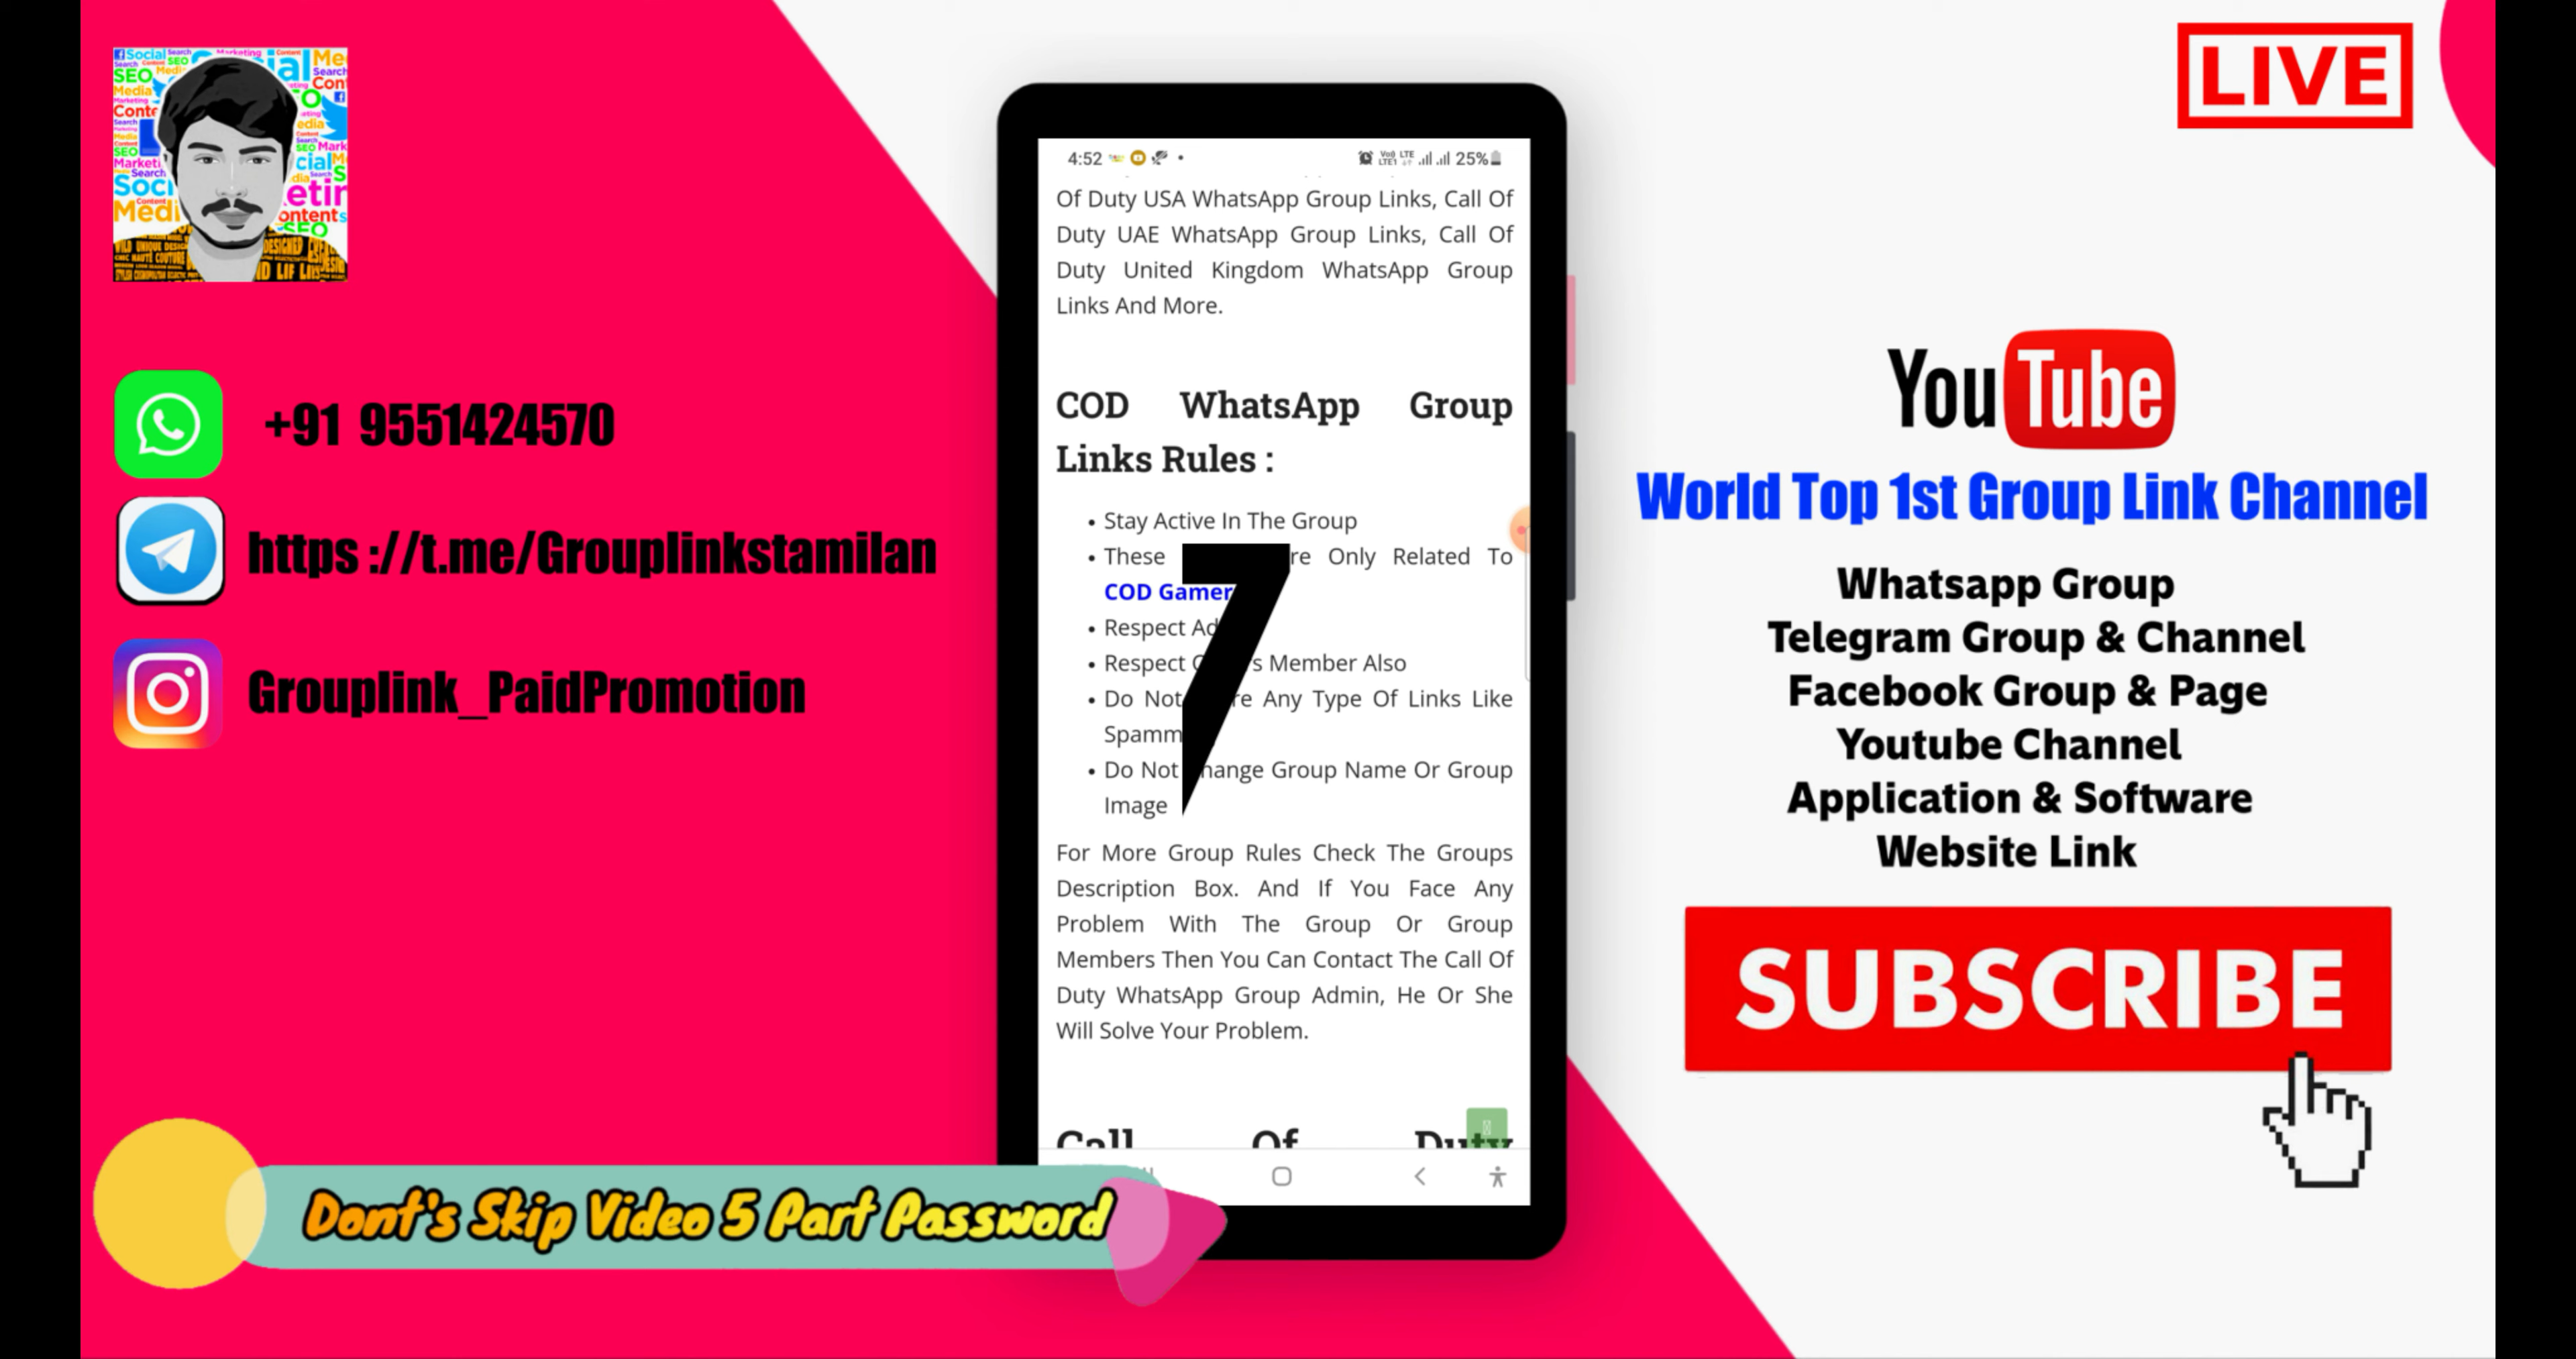 +91 9551424570
https ://t.me/Grouplinkstamilan
Grouplink_PaidPromotion
4:52
25%
Of Duty USA WhatsApp Group Links, Call Of
Duty UAE WhatsApp Group Links, Call Of
Duty United Kingdom WhatsApp Group
Links And More.
COD WhatsApp Group
Links Rules :
• Stay Active In The Group
• These re Only Related To
COD Gamer
• Respect
• Respect Member Also
• Do Not Any Type Of Links Like
• Do Not Group Name Or Group
Image
7
For More Group Rules Check The Groups
Description Box. And If You Face Any
Problem With The Group Or Group
Members Then You Can Contact The Call Of
Duty WhatsApp Group Admin, He Or She
Will Solve Your Problem.
Call Of Duty
Dont's Skip Video 5 Part Password
LIVE
YouTube
World Top 1st Group Link Channel
Whatsapp Group
Telegram Group & Channel
Facebook Group & Page
Youtube Channel
Application & Software
Website Link
SUBSCRIBE